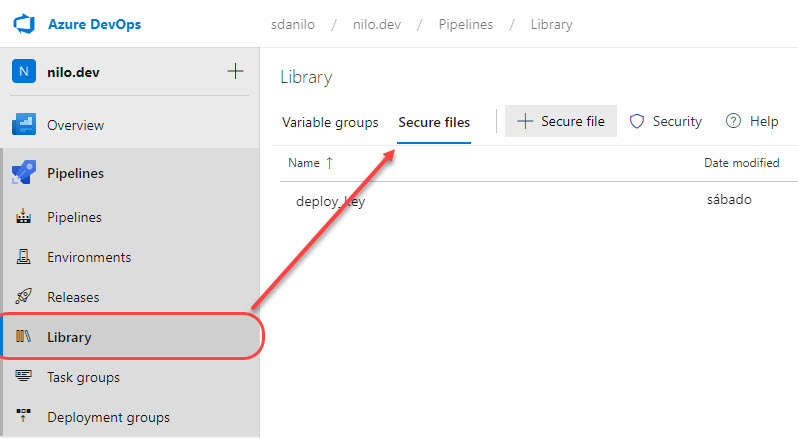 Azure DevOps
sdanilo / nilo.dev / Pipelines / Library
N nilo.dev
Overview
Pipelines
Pipelines
Environments
Releases
Library
Task groups
Deployment groups
Library
Variable groups Secure files + Secure file Security ? Help
Name ↑ Date modified
deploy_key sábado